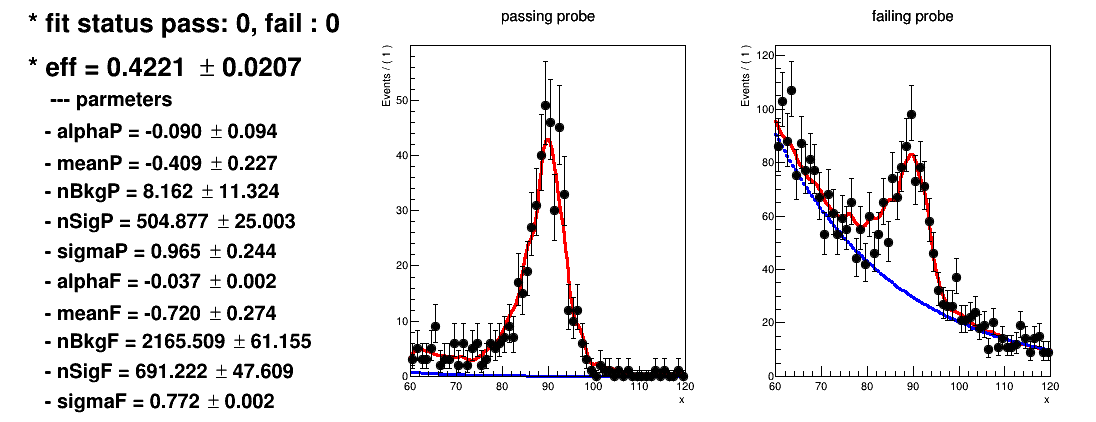 * fit status pass: 0, fail : 0
* eff = 0.4221 ± 0.0207
--- parmeters
- alphaP = -0.090 ± 0.094
- meanP = -0.409 ± 0.227
- nBkgP = 8.162 ± 11.324
- nSigP = 504.877 ± 25.003
- sigmaP = 0.965 ± 0.244
- alphaF = -0.037 ± 0.002
- meanF = -0.720 ± 0.274
- nBkgF = 2165.509 ± 61.155
- nSigF = 691.222 ± 47.609
- sigmaF = 0.772 ± 0.002
passing probe
Events / ( 1 )
50
40
30
20
10
0
60 70 80 90 100 110 120
x
failing probe
Events / ( 1 )
120
100
80
60
40
20
0
60 70 80 90 100 110 120
x